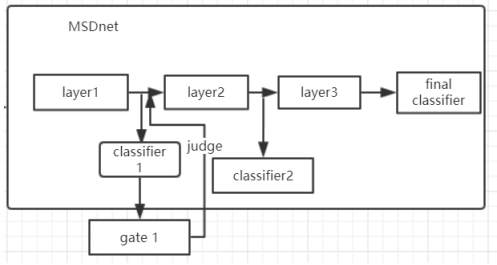 MSDnet
layer1
layer2
layer3
final
classifier
classifier
1
judge
classifier2
gate 1